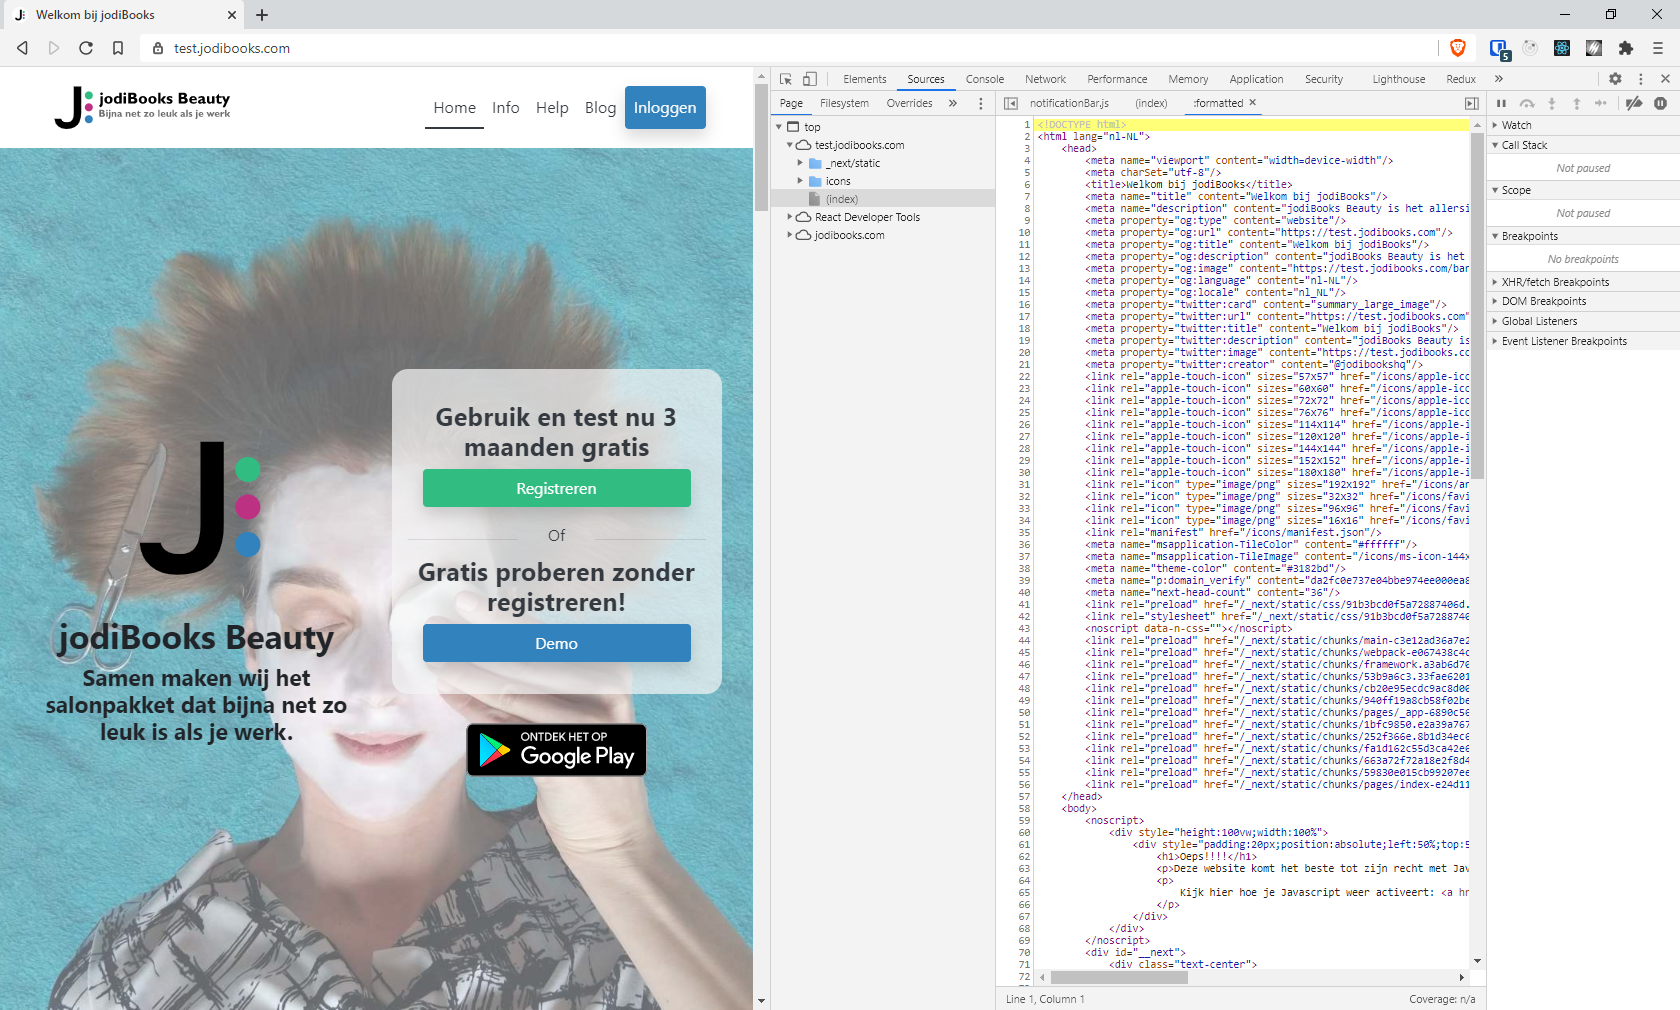 Welkom bij jodiBooks
test.jodibooks.com
5
jodiBooks Beauty
Bijna net zo leuk als je werk
Home Info Help Blog Inloggen
Gebruik en test nu 3
maanden gratis
Registreren
Of
Gratis proberen zonder
registreren!
Demo
jodiBooks Beauty
Samen maken wij het
salonpakket dat bijna net zo
leuk is als je werk.
ONTDEK HET OP
Google Play
Elements Sources Console Network Performance Memory Application Security Lighthouse Redux »
Page Filesystem Overrides »
top
test.jodibooks.com
_next/static
icons
(index)
React Developer Tools
jodibooks.com
notificationBar.js (index) :formatted
1 <!DOCTYPE html>
2 <html lang="nl-NL">
3 <head>
4 <meta name="viewport" content="width=device-width"/>
5 <meta charSet="utf-8"/>
6 <title>Welkom bij jodiBooks</title>
7 <meta name="title" content="Welkom bij jodiBooks"/>
8 <meta name="description" content="jodiBooks Beauty is het allersi
9 <meta property="og:type" content="website"/>
10 <meta property="og:url" content="https://test.jodibooks.com"/>
11 <meta property="og:title" content="Welkom bij jodiBooks"/>
12 <meta property="og:description" content="jodiBooks Beauty is het
13 <meta property="og:image" content="https://test.jodibooks.com/ban
14 <meta property="og:language" content="nl-NL"/>
15 <meta property="og:locale" content="nl_NL"/>
16 <meta property="twitter:card" content="summary_large_image"/>
17 <meta property="twitter:url" content="https://test.jodibooks.com"
18 <meta property="twitter:title" content="Welkom bij jodiBooks"/>
19 <meta property="twitter:description" content="jodiBooks Beauty is
20 <meta property="twitter:image" content="https://test.jodibooks.co
21 <meta property="twitter:creator" content="@jodibookshq"/>
22 <link rel="apple-touch-icon" sizes="57x57" href="/icons/apple-icc
23 <link rel="apple-touch-icon" sizes="60x60" href="/icons/apple-icc
24 <link rel="apple-touch-icon" sizes="72x72" href="/icons/apple-icc
25 <link rel="apple-touch-icon" sizes="76x76" href="/icons/apple-icc
26 <link rel="apple-touch-icon" sizes="114x114" href="/icons/apple-i
27 <link rel="apple-touch-icon" sizes="120x120" href="/icons/apple-i
28 <link rel="apple-touch-icon" sizes="144x144" href="/icons/apple-i
29 <link rel="apple-touch-icon" sizes="152x152" href="/icons/apple-i
30 <link rel="apple-touch-icon" sizes="180x180" href="/icons/apple-i
31 <link rel="icon" type="image/png" sizes="192x192" href="/icons/an
32 <link rel="icon" type="image/png" sizes="32x32" href="/icons/favi
33 <link rel="icon" type="image/png" sizes="96x96" href="/icons/favi
34 <link rel="icon" type="image/png" sizes="16x16" href="/icons/favi
35 <link rel="manifest" href="/icons/manifest.json"/>
36 <meta name="msapplication-TileColor" content="#ffffff"/>
37 <meta name="msapplication-TileImage" content="/icons/ms-icon-144x
38 <meta name="theme-color" content="#3182bd"/>
39 <meta name="p:domain_verify" content="da2fc0e737e04bbe974ee000ea8
40 <meta name="next-head-count" content="36"/>
41 <link rel="preload" href="/_next/static/css/91b3bcd0f5a72887406d.
42 <link rel="stylesheet" href="/_next/static/css/91b3bcd0f5a7288740
43 <noscript data-n-css=""></noscript>
44 <link rel="preload" href="/_next/static/chunks/main-c3e12ad36a7e2
45 <link rel="preload" href="/_next/static/chunks/webpack-e067438c4c
46 <link rel="preload" href="/_next/static/chunks/framework.a3ab6d70
47 <link rel="preload" href="/_next/static/chunks/53b9a6c3.33fae6201
48 <link rel="preload" href="/_next/static/chunks/cb20e95ecdc9ac8d00
49 <link rel="preload" href="/_next/static/chunks/940ff19a8cb58f02be
50 <link rel="preload" href="/_next/static/chunks/pages/_app-6890c56
51 <link rel="preload" href="/_next/static/chunks/1bfc9850.e2a39a767
52 <link rel="preload" href="/_next/static/chunks/252f366e.8b1d34ec6
53 <link rel="preload" href="/_next/static/chunks/fa1d162c55d3ca42e6
54 <link rel="preload" href="/_next/static/chunks/663a72f72a18e2f8d4
55 <link rel="preload" href="/_next/static/chunks/59830e015cb99207ee
56 <link rel="preload" href="/_next/static/chunks/pages/index-e24d11
57 </head>
58 <body>
59 <noscript>
60 <div style="height:100vw;width:100%">
61 <div style="padding:20px;position:absolute;left:50%;top:5
62 <h1>Oeps!!!!</h1>
63 <p>Deze website komt het beste tot zijn recht met Jav
64 <p>
65 Kijk hier hoe je Javascript weer activeert: <a hr
66 </p>
67 </div>
68 </div>
69 </noscript>
70 <div id="__next">
71 <div class="text-center">
72
Line 1, Column 1
Coverage: n/a
Watch
Call Stack
Not paused
Scope
Not paused
Breakpoints
No breakpoints
XHR/fetch Breakpoints
DOM Breakpoints
Global Listeners
Event Listener Breakpoints